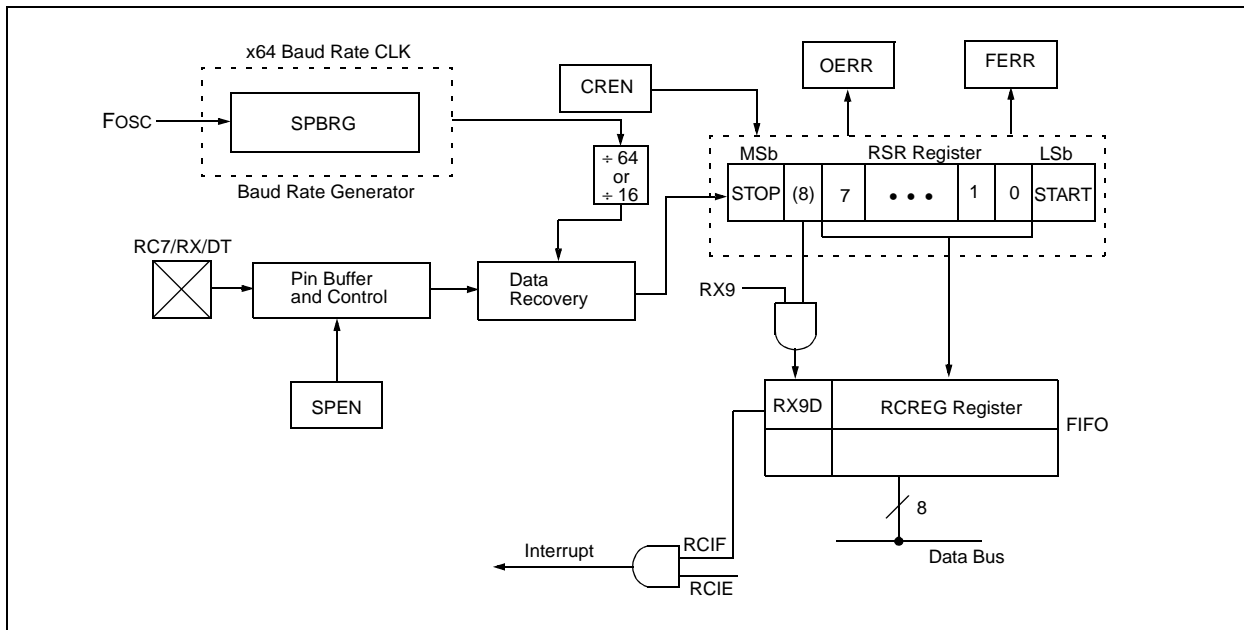 x64 Baud Rate CLK
FOSC
SPBRG
Baud Rate Generator
CREN
OERR
FERR
÷ 64
or
÷ 16
MSb
RSR Register
LSb
STOP
(8)
7
• • •
1
0
START
RC7/RX/DT
Pin Buffer
and Control
Data
Recovery
SPEN
RX9
RX9D
RCREG Register
FIFO
8
Data Bus
Interrupt
RCIF
RCIE